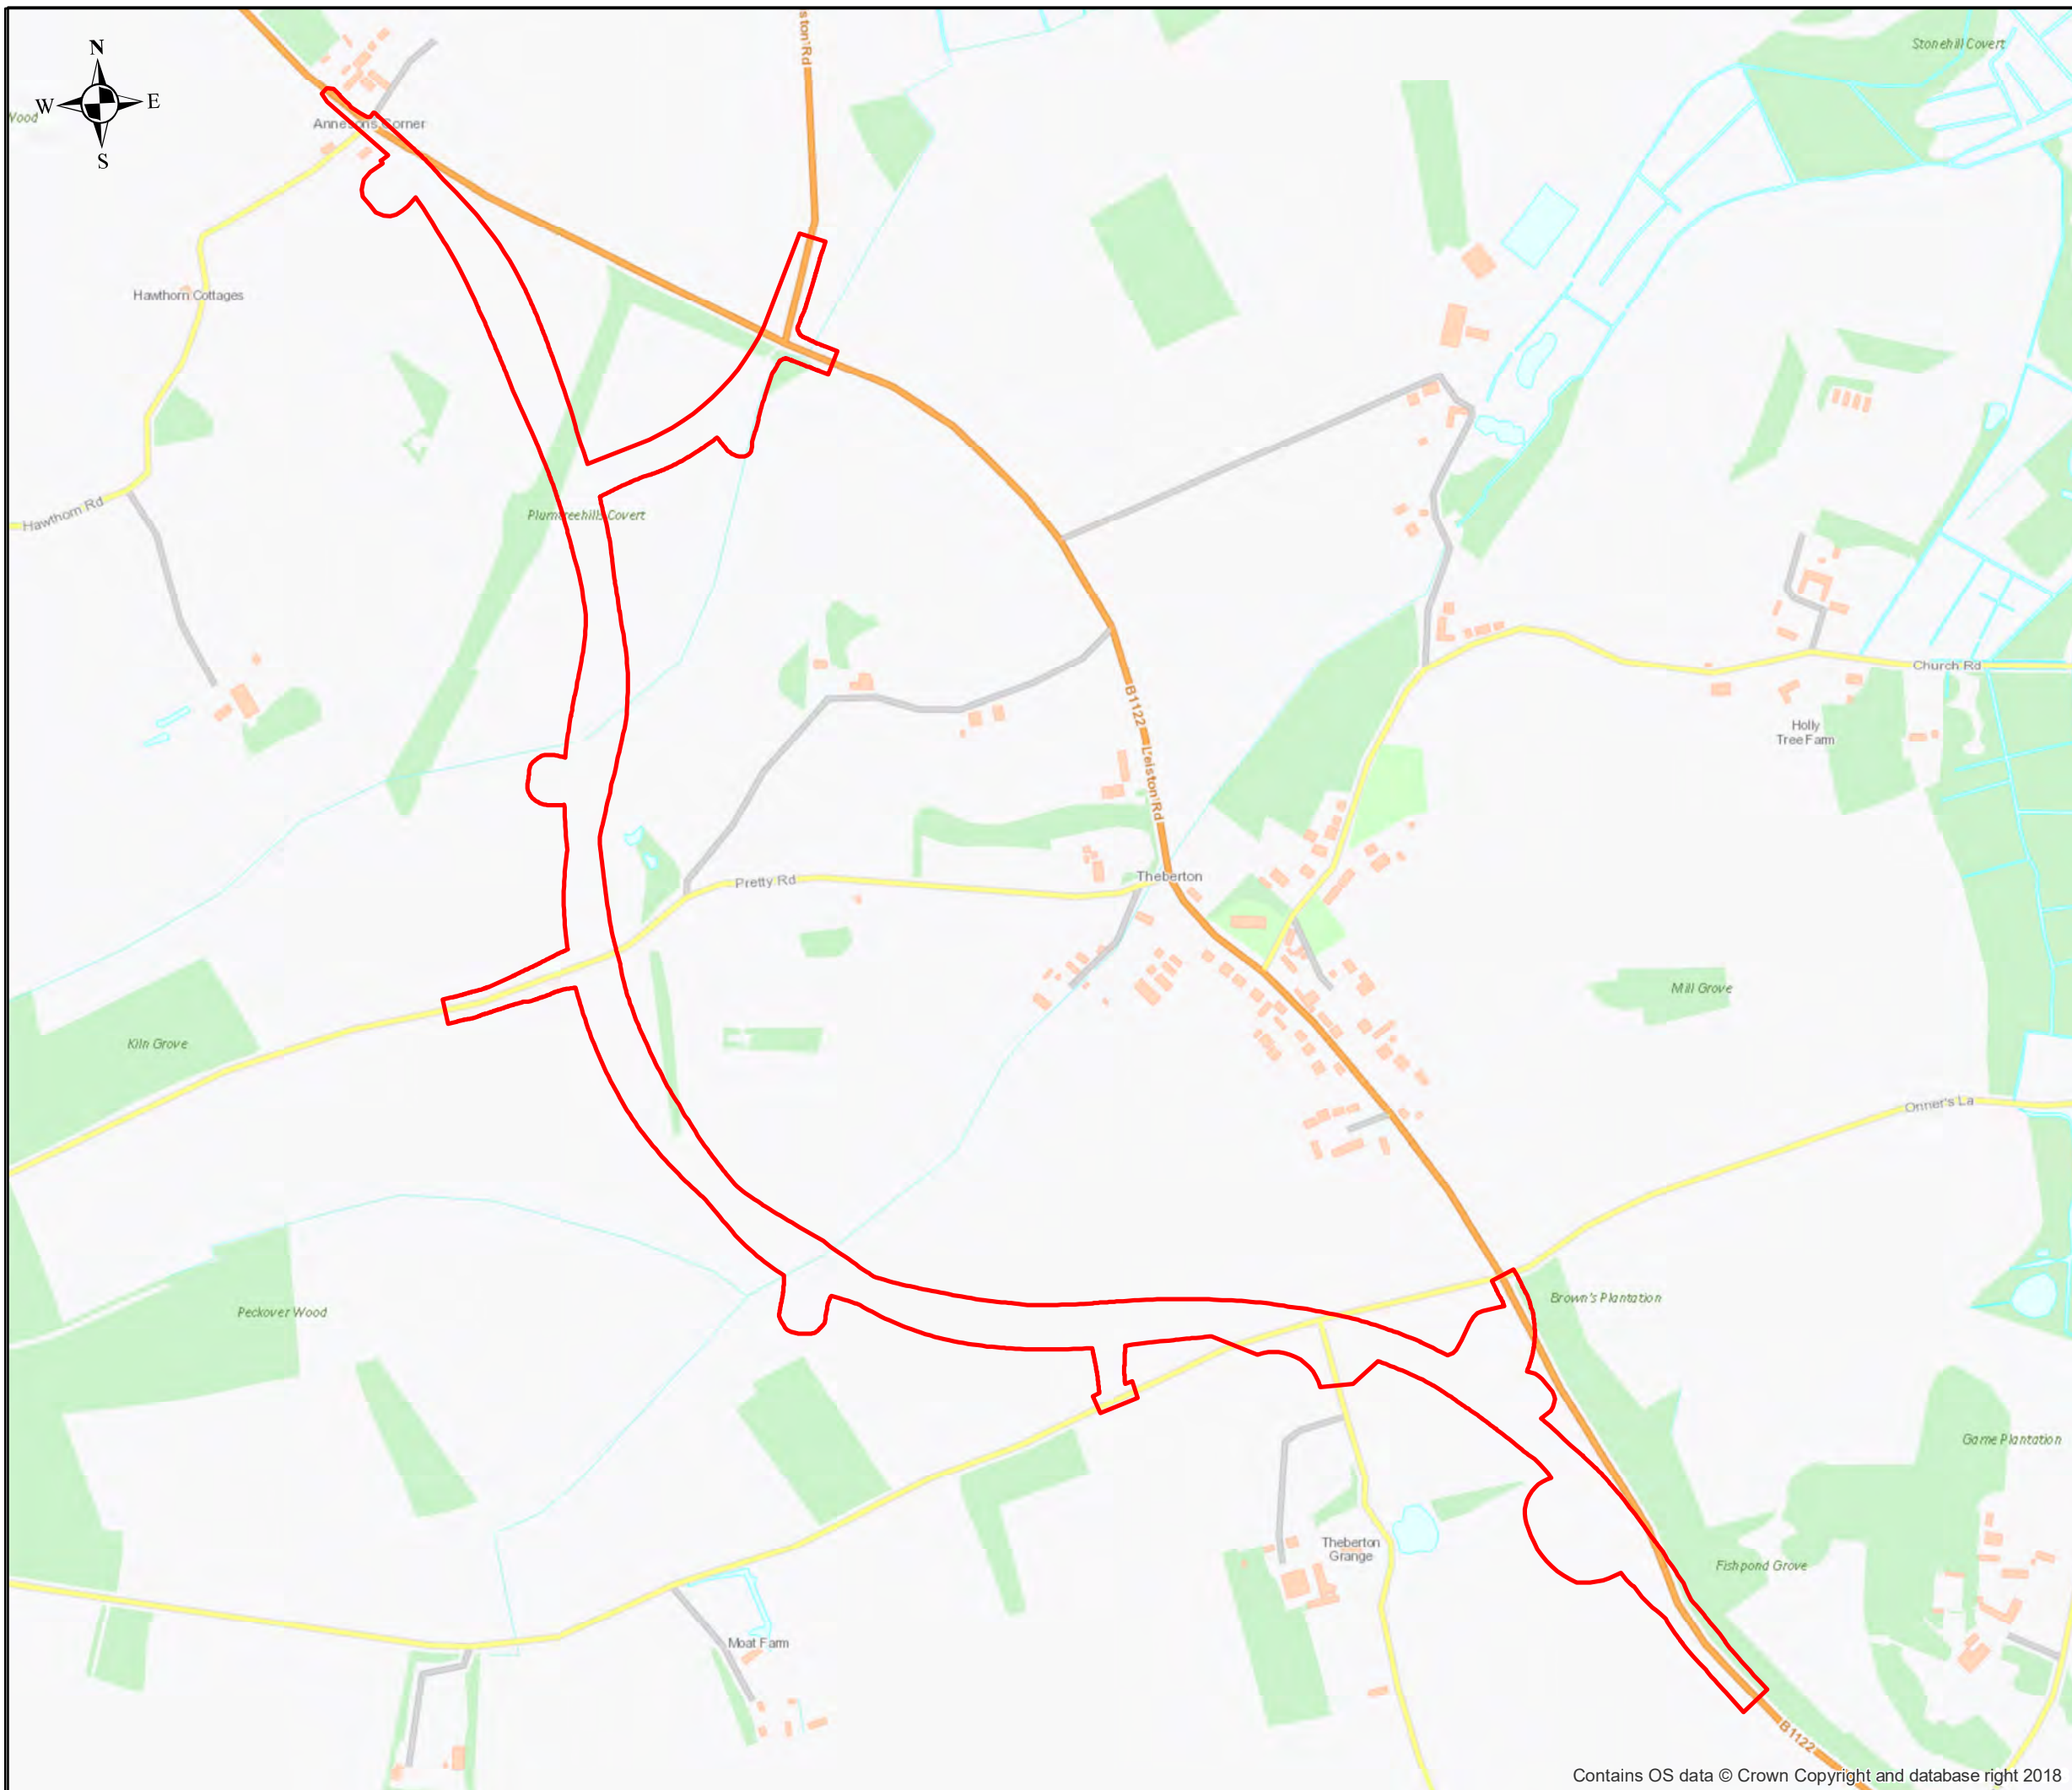 N
W
E
S
Stonehill Covert
ston Rd
Wood
Annesons Corner
Hawthorn Cottages
Hawthorn Rd
Plumtreehills Covert
Church Rd
Holly
Tree Farm
B1122
Leiston Rd
Pretty Rd
Theberton
Mill Grove
Kiln Grove
Onner's La
Brown's Plantation
Peckover Wood
Game Plantation
Theberton
Grange
Fishpond Grove
Moat Farm
B1122
Contains OS data © Crown Copyright and database right 2018